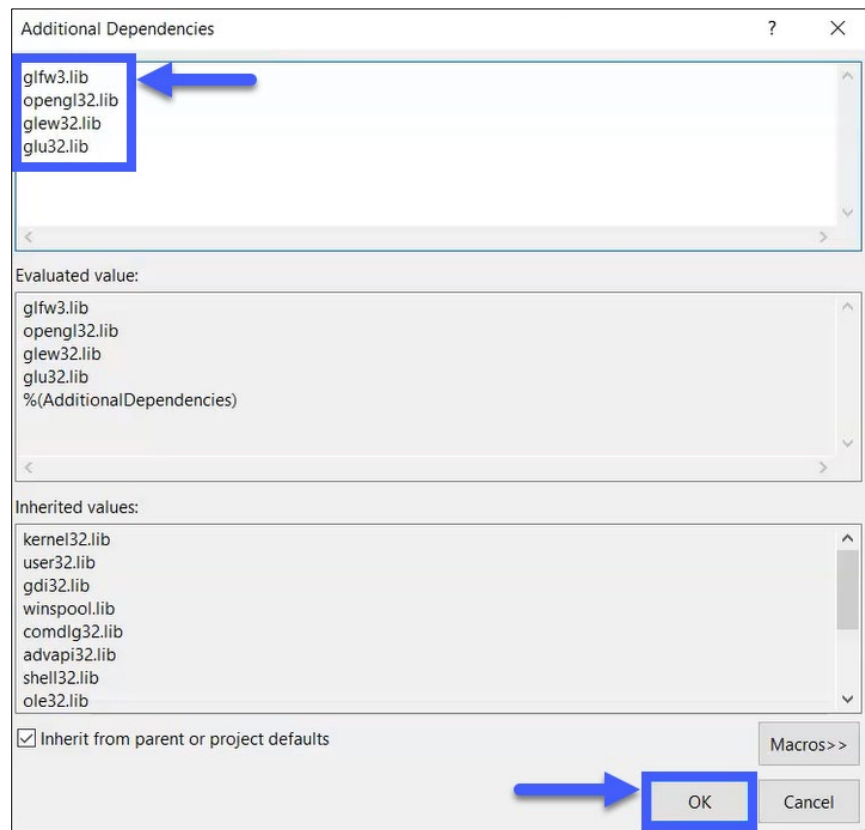 Additional Dependencies ? ×
glfw3.lib
opengl32.lib
glew32.lib
glu32.lib
Evaluated value:
glfw3.lib
opengl32.lib
glew32.lib
glu32.lib
%(AdditionalDependencies)
Inherited values:
kernel32.lib
user32.lib
gdi32.lib
winspool.lib
comdlg32.lib
advapi32.lib
shell32.lib
ole32.lib
Inherit from parent or project defaults
Macros>>
OK Cancel